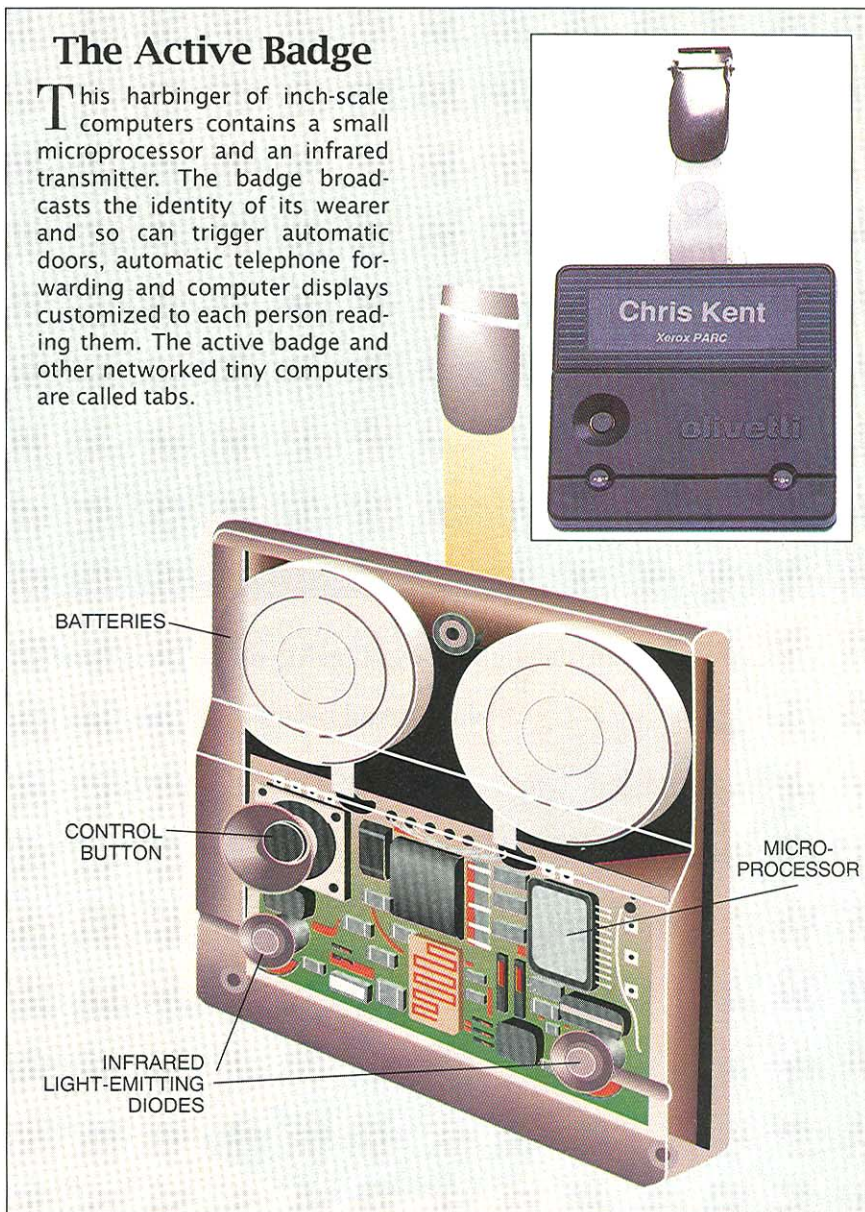 The Active Badge
This harbinger of inch-scale
computers contains a small
microprocessor and an infrared
transmitter. The badge broad-
casts the identity of its wearer
and so can trigger automatic
doors, automatic telephone for-
warding and computer displays
customized to each person read-
ing them. The active badge and
other networked tiny computers
are called tabs.
Chris Kent
Xerox PARC
olivetti
BATTERIES
CONTROL
BUTTON
MICRO-
PROCESSOR
INFRARED
LIGHT-EMITTING
DIODES